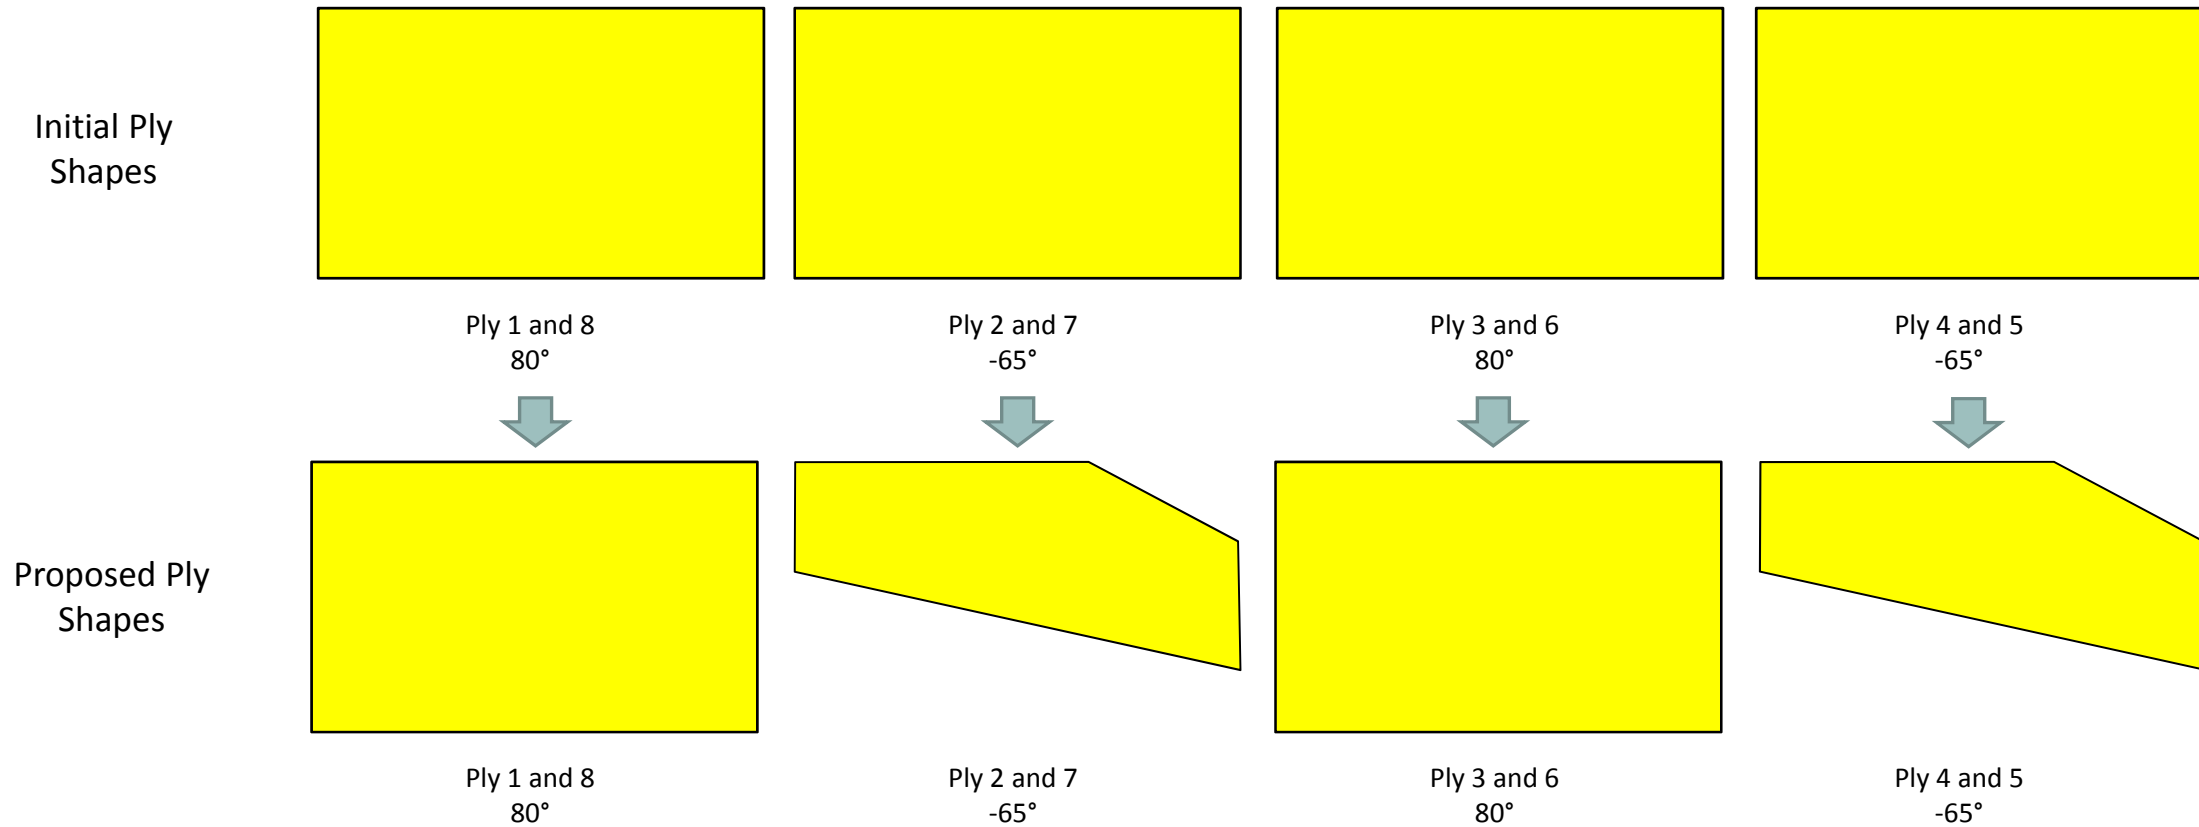 Initial Ply
Shapes
Ply 1 and 8
80°
Ply 2 and 7
-65°
Ply 3 and 6
80°
Ply 4 and 5
-65°
Proposed Ply
Shapes
Ply 1 and 8
80°
Ply 2 and 7
-65°
Ply 3 and 6
80°
Ply 4 and 5
-65°